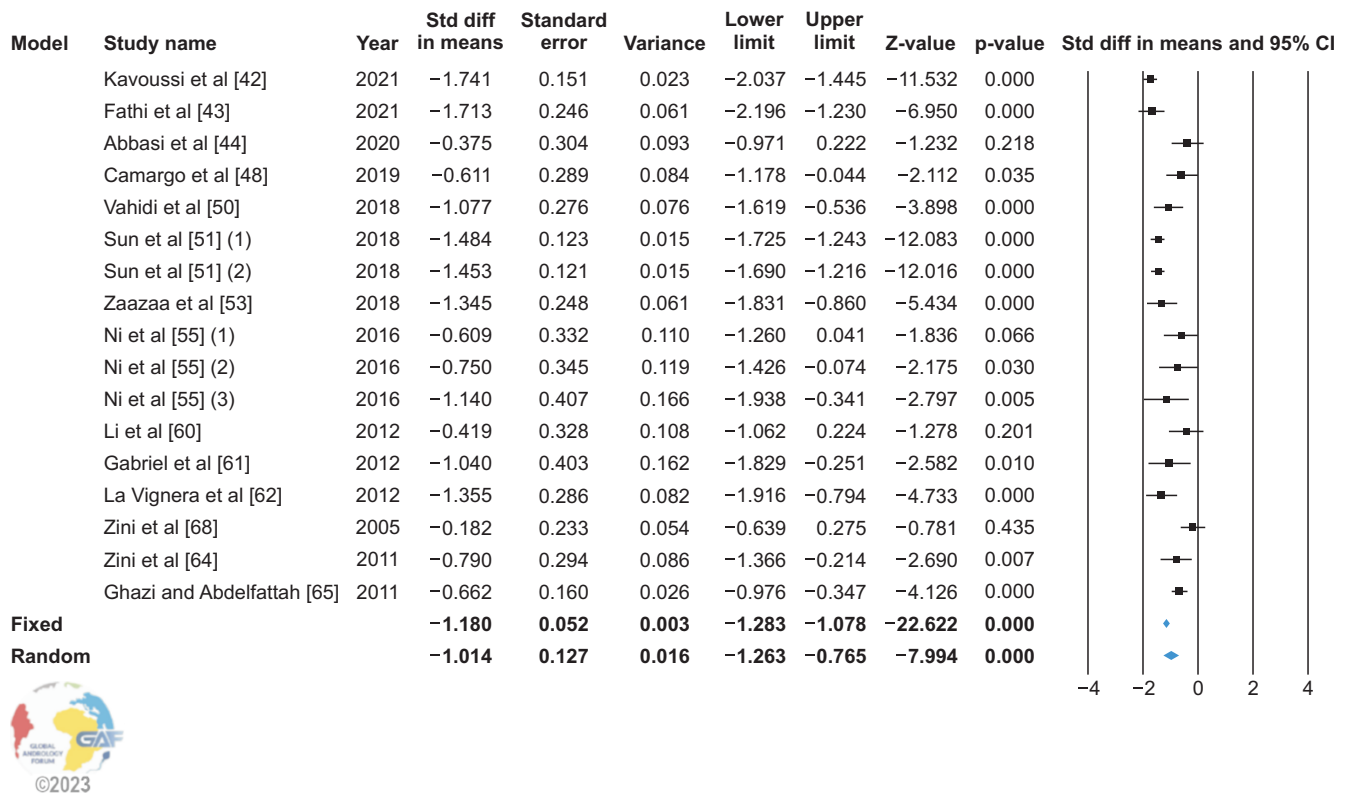 Model Study name Year Std diff in means Standard error Variance Lower limit Upper limit Z-value p-value Std diff in means and 95% CI
Kavoussi et al [42] 2021 −1.741 0.151 0.023 −2.037 −1.445 −11.532 0.000
Fathi et al [43] 2021 −1.713 0.246 0.061 −2.196 −1.230 −6.950 0.000
Abbasi et al [44] 2020 −0.375 0.304 0.093 −0.971 0.222 −1.232 0.218
Camargo et al [48] 2019 −0.611 0.289 0.084 −1.178 −0.044 −2.112 0.035
Vahidi et al [50] 2018 −1.077 0.276 0.076 −1.619 −0.536 −3.898 0.000
Sun et al [51] (1) 2018 −1.484 0.123 0.015 −1.725 −1.243 −12.083 0.000
Sun et al [51] (2) 2018 −1.453 0.121 0.015 −1.690 −1.216 −12.016 0.000
Zaazaa et al [53] 2018 −1.345 0.248 0.061 −1.831 −0.860 −5.434 0.000
Ni et al [55] (1) 2016 −0.609 0.332 0.110 −1.260 0.041 −1.836 0.066
Ni et al [55] (2) 2016 −0.750 0.345 0.119 −1.426 −0.074 −2.175 0.030
Ni et al [55] (3) 2016 −1.140 0.407 0.166 −1.938 −0.341 −2.797 0.005
Li et al [60] 2012 −0.419 0.328 0.108 −1.062 0.224 −1.278 0.201
Gabriel et al [61] 2012 −1.040 0.403 0.162 −1.829 −0.251 −2.582 0.010
La Vignera et al [62] 2012 −1.355 0.286 0.082 −1.916 −0.794 −4.733 0.000
Zini et al [68] 2005 −0.182 0.233 0.054 −0.639 0.275 −0.781 0.435
Zini et al [64] 2011 −0.790 0.294 0.086 −1.366 −0.214 −2.690 0.007
Ghazi and Abdelfattah [65] 2011 −0.662 0.160 0.026 −0.976 −0.347 −4.126 0.000
Fixed −1.180 0.052 0.003 −1.283 −1.078 −22.622 0.000
Random −1.014 0.127 0.016 −1.263 −0.765 −7.994 0.000
−4 −2 0 2 4
GLOBAL
ANDROLOGY
FORUM
GAF
©2023